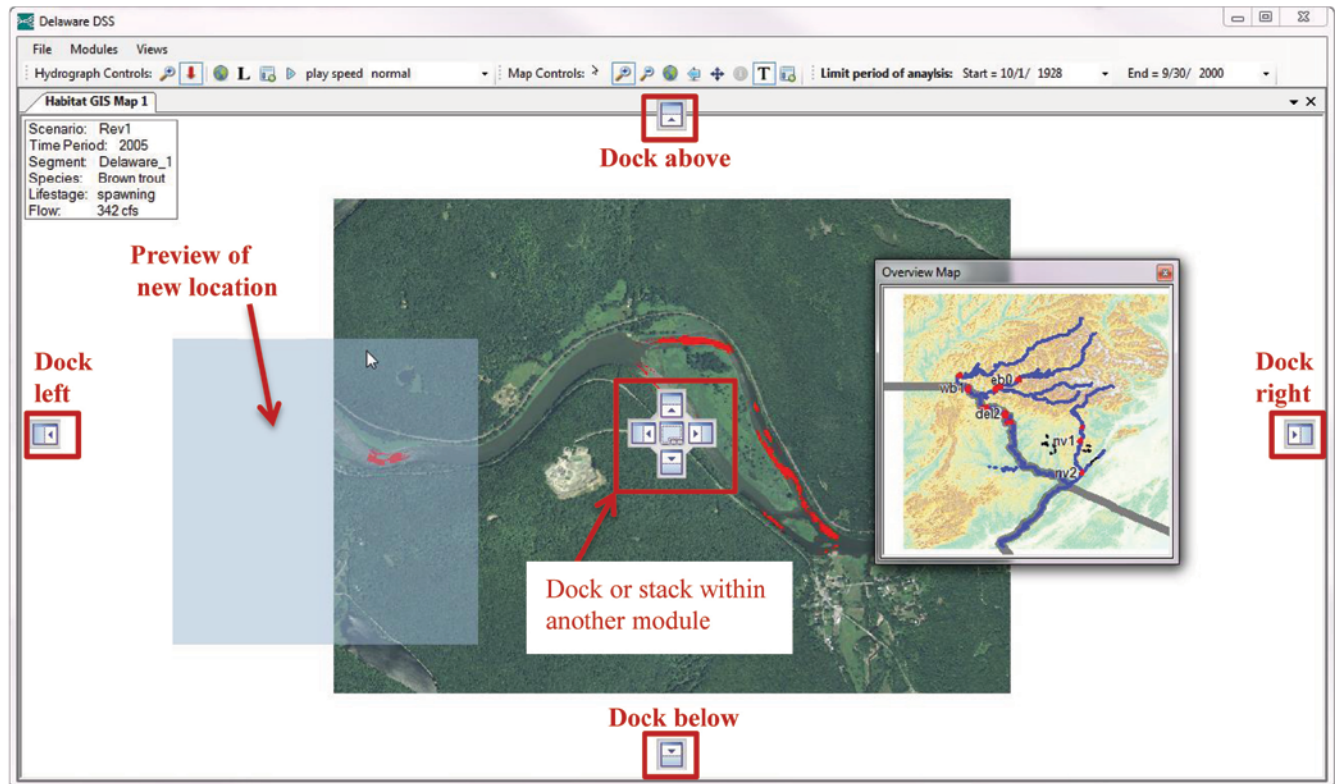 Delaware DSS
File Modules Views
Hydrograph Controls: L play speed normal Map Controls: T Limit period of anaylsis: Start = 10/1/ 1928 End = 9/30/ 2000
Habitat GIS Map 1
Scenario: Rev1
Time Period: 2005
Segment: Delaware_1
Species: Brown trout
Lifestage: spawning
Flow: 342 cfs
Dock above
Preview of
new location
Overview Map
wb1
eb0
del2
nv1
nv2
Dock
left
Dock
right
Dock or stack within
another module
Dock below